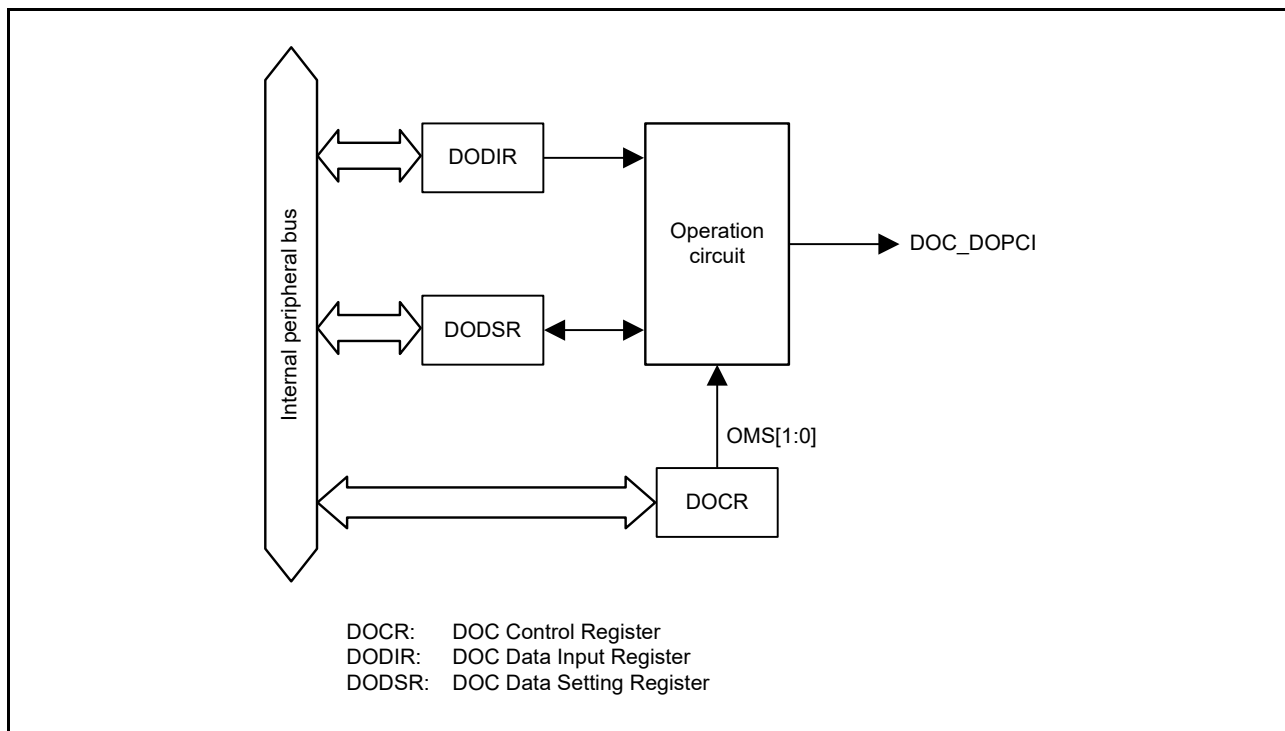 Internal peripheral bus
DODIR
Operation
circuit
DOC_DOPCI
DODSR
OMS[1:0]
DOCR
DOCR: DOC Control Register
DODIR: DOC Data Input Register
DODSR: DOC Data Setting Register